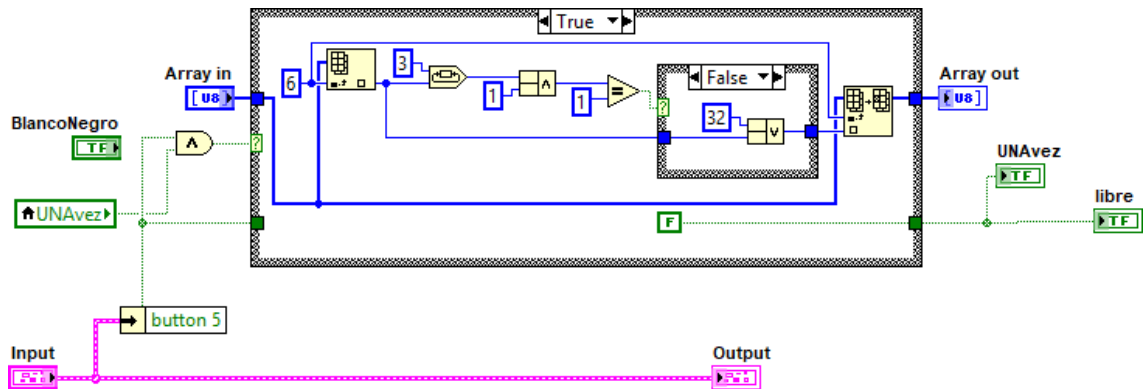 True
Array in
[U8]
BlancoNegro
TF
UNAvez
button 5
Input
6
3
1
1
=
?
?
False
32
V
Λ
Λ
F
Array out
U8]
UNAvez
TF
libre
TF
Output